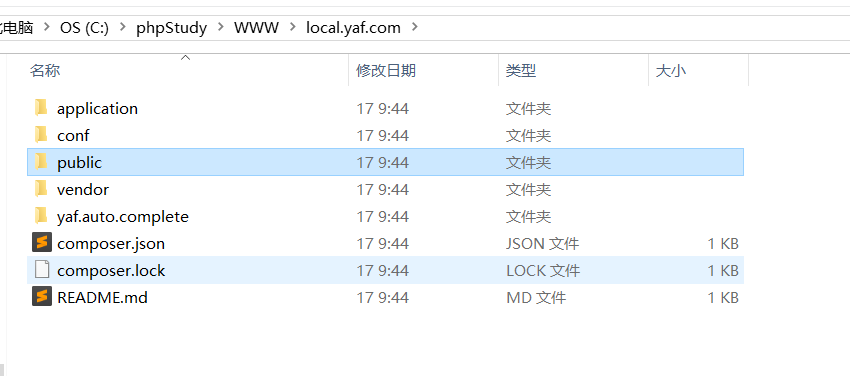 电脑 > OS (C:) > phpStudy > WWW > local.yaf.com >
名称 修改日期 类型 大小
application 17 9:44 文件夹
conf 17 9:44 文件夹
public 17 9:44 文件夹
vendor 17 9:44 文件夹
yaf.auto.complete 17 9:44 文件夹
composer.json 17 9:44 JSON 文件 1 KB
composer.lock 17 9:44 LOCK 文件 1 KB
README.md 17 9:44 MD 文件 1 KB